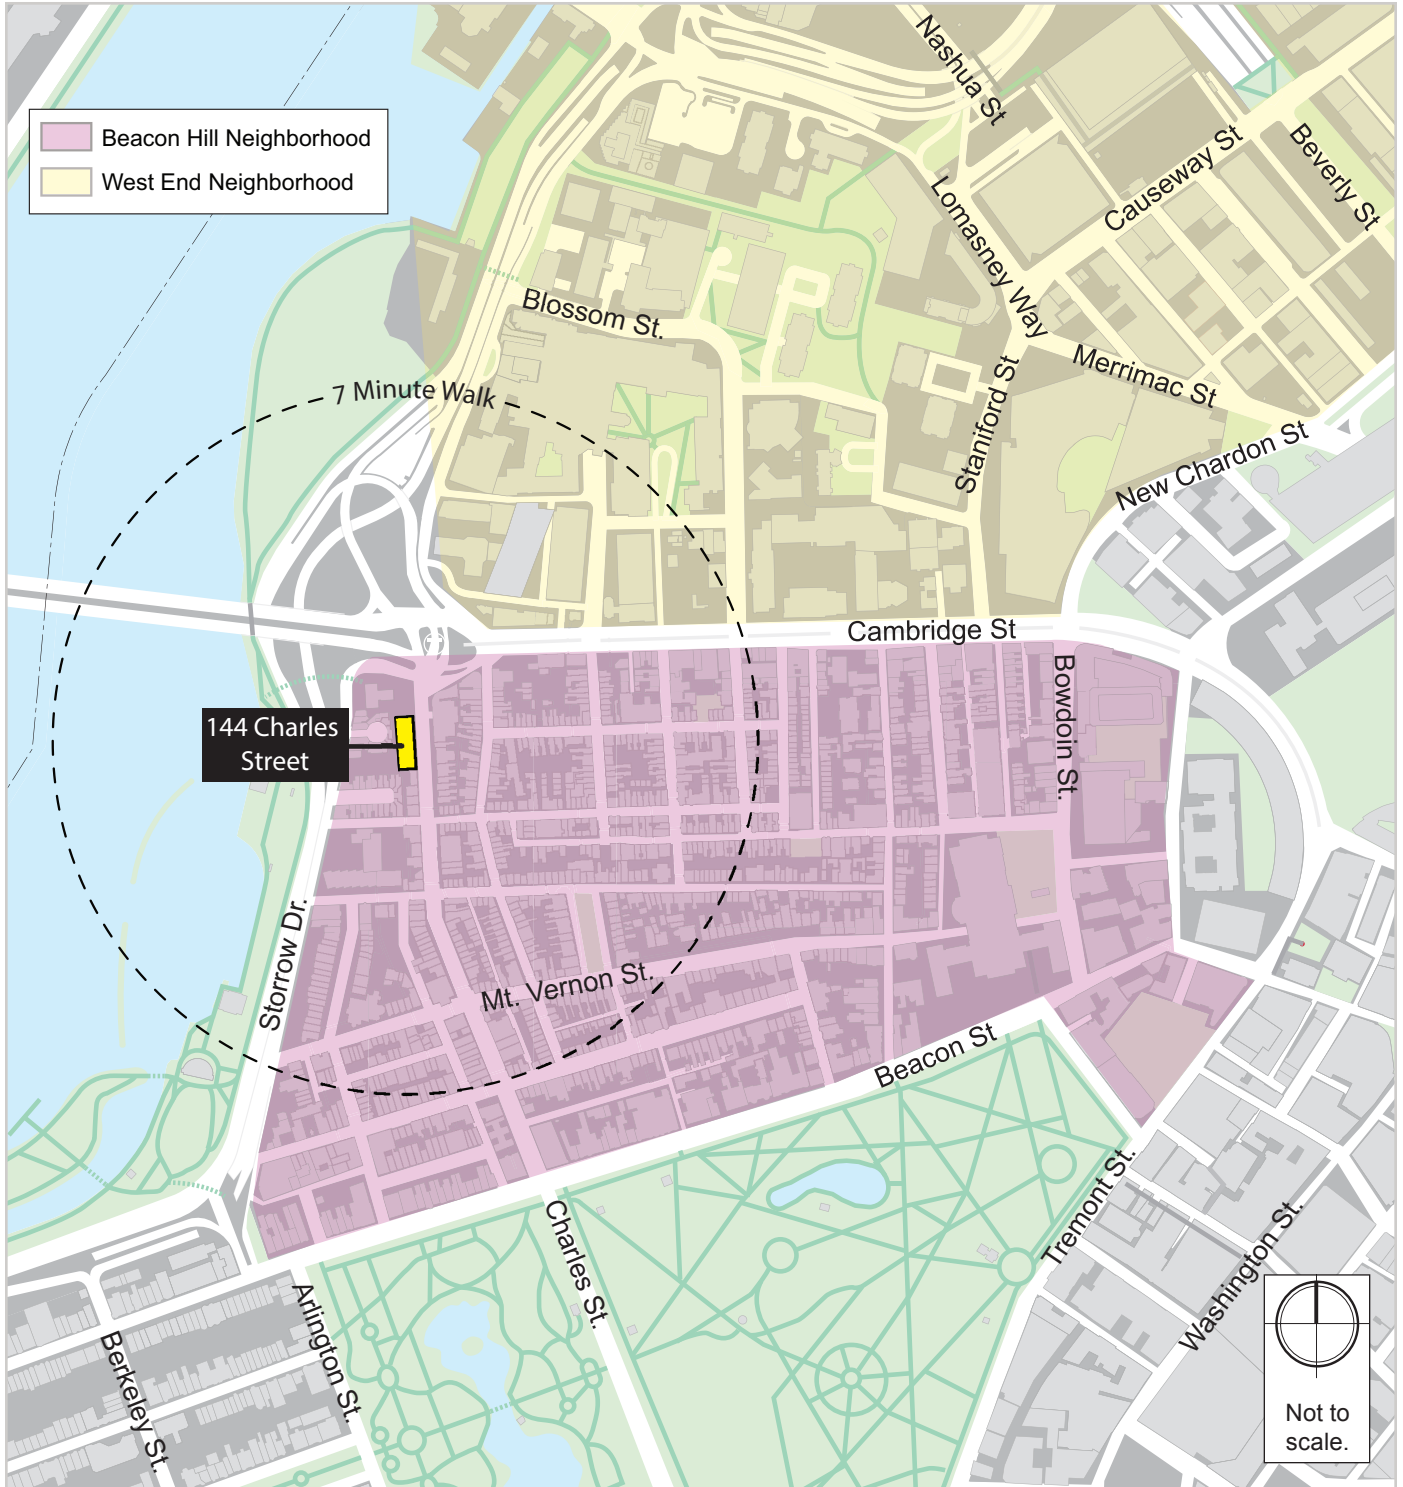 Nashua St
Beacon Hill Neighborhood
West End Neighborhood
Causeway St
Beverly St
Lomasney Way
Blossom St.
Merrimac St
7 Minute Walk
Staniford St
New Chardon St
Cambridge St
Bowdoin St.
144 Charles
Street
Storrow Dr.
Mt. Vernon St.
Beacon St
Tremont St.
Charles St.
Washington St.
Arlington St.
Berkeley St.
Not to
scale.